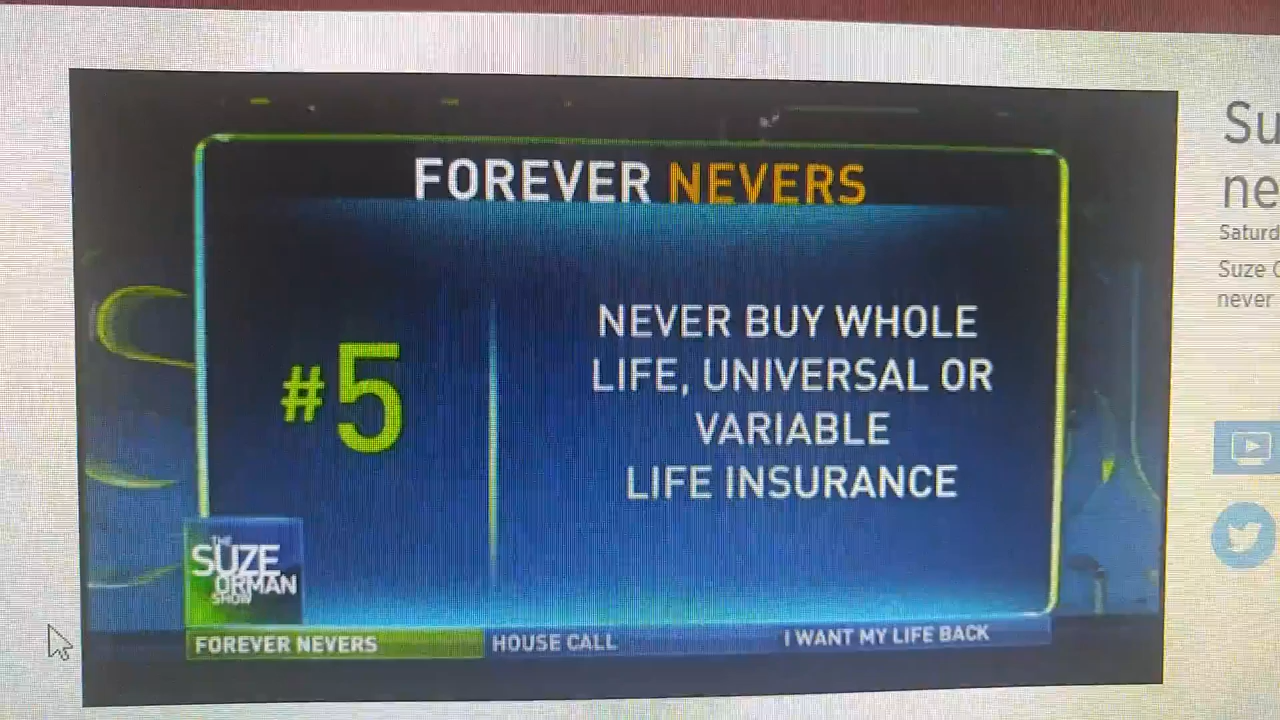 FOREVER NEVERS
#5
NEVER BUY WHOLE
LIFE, UNIVERSAL OR
VARIABLE
LIFE INSURANCE
THE
SUZE
ORMAN
SHOW
FOREVER NEVERS
HOUSE CALL
I WANT MY LIFE BACK
Su
ne
Saturd
Suze O
never